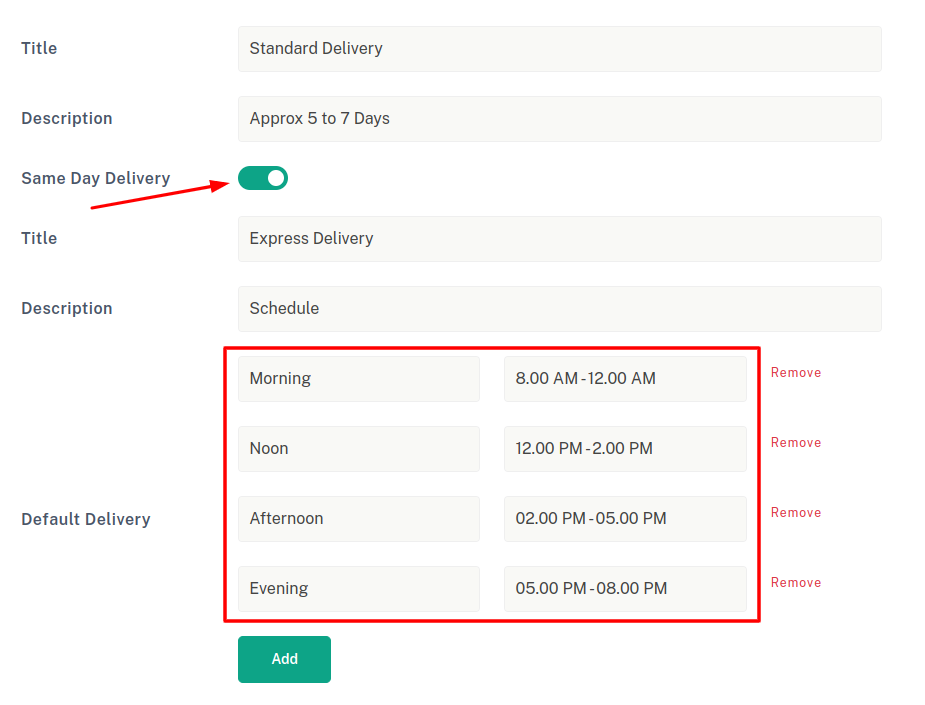 Title Standard Delivery
Description Approx 5 to 7 Days
Same Day Delivery
Title Express Delivery
Description Schedule
Morning 8.00 AM - 12.00 AM Remove
Noon 12.00 PM - 2.00 PM Remove
Default Delivery Afternoon 02.00 PM - 05.00 PM Remove
Evening 05.00 PM - 08.00 PM Remove
Add